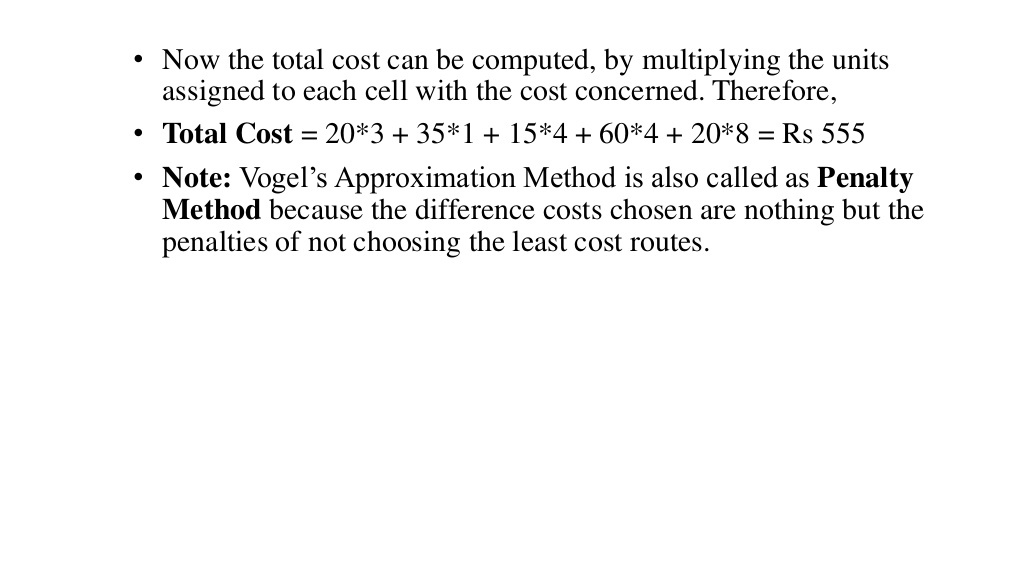 • Now the total cost can be computed, by multiplying the units
assigned to each cell with the cost concerned. Therefore,
• Total Cost = 20*3 + 35*1 + 15*4 + 60*4 + 20*8 = Rs 555
• Note: Vogel’s Approximation Method is also called as Penalty
Method because the difference costs chosen are nothing but the
penalties of not choosing the least cost routes.